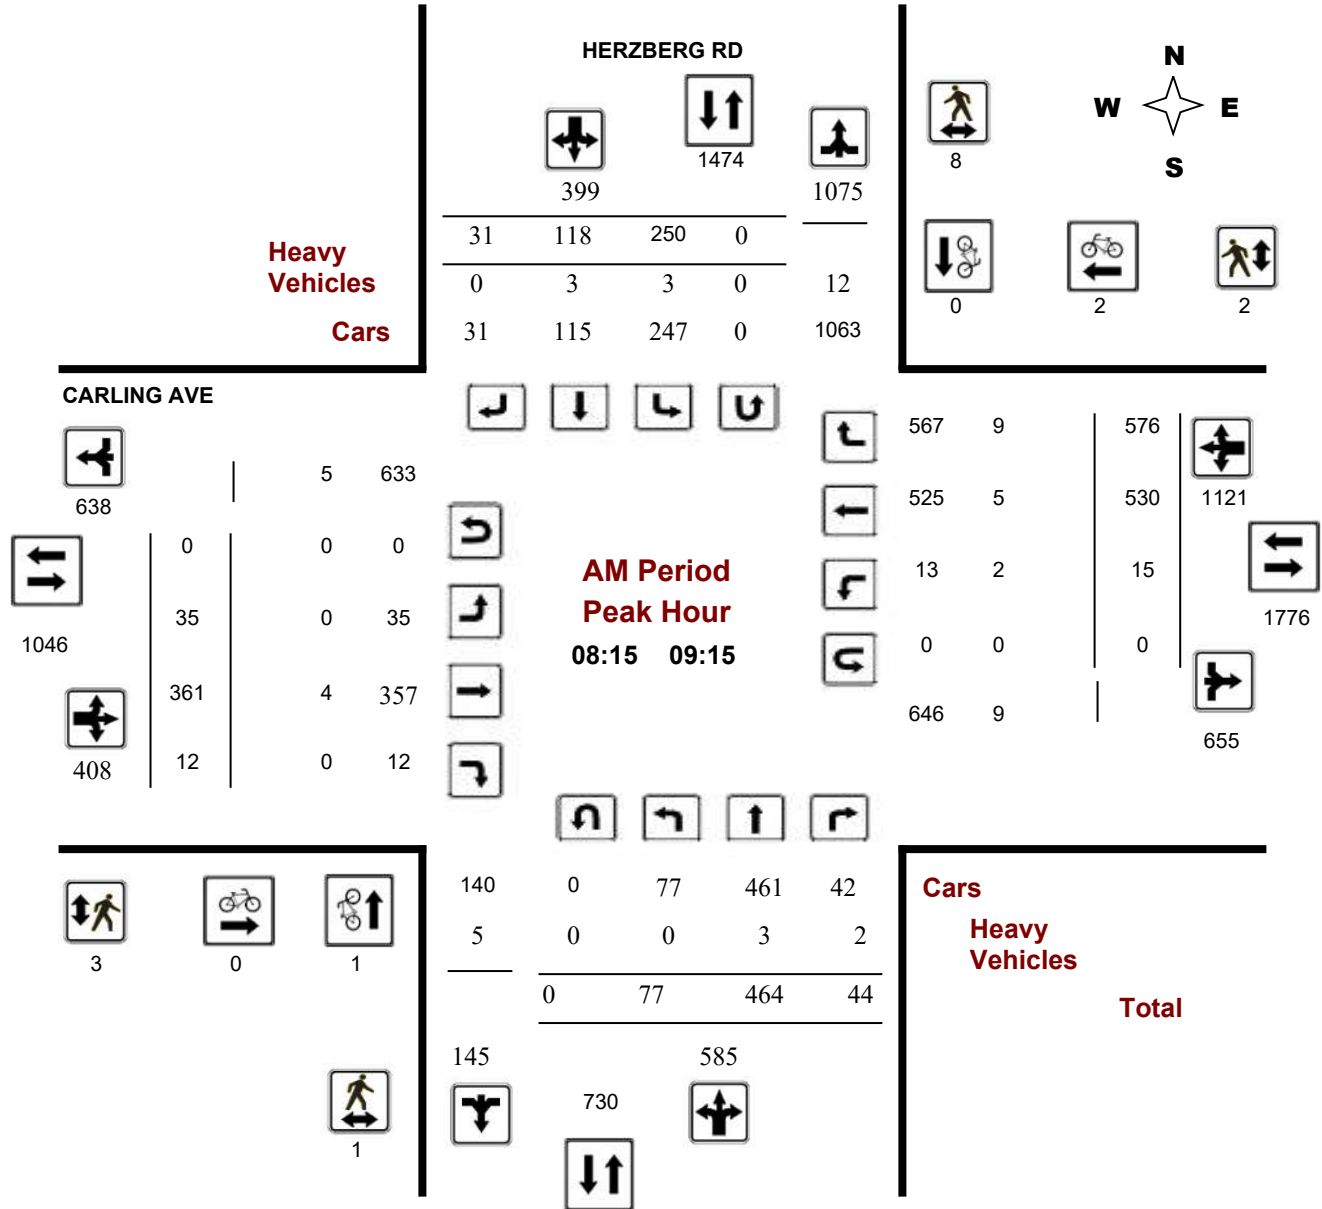 HERZBERG RD
N
W E
S
1474
8
399
1075
31 118 250 0
Heavy
Vehicles
0 3 3 0 12
0 2 2
Cars
31 115 247 0 1063
CARLING AVE
567 9 576
5 633
638
525 5 530 1121
0 0 0
AM Period
13 2 15
Peak Hour
35 0 35
1776
1046
08:15 09:15
0 0 0
361 4 357
646 9
655
408 12 0 12
140 0 77 461 42
Cars
5 0 0 3 2
Heavy
Vehicles
3 0 1
0 77 464 44
Total
145 585
730
1